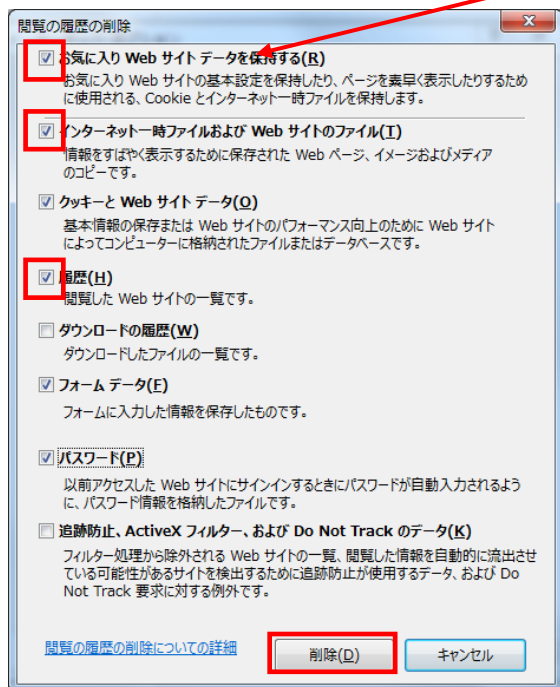 閲覧の履歴の削除
お気に入り Web サイト データを保持する(R)
お気に入り Web サイトの基本設定を保持したり、ページを素早く表示したりするため
に使用される、Cookie とインターネット一時ファイルを保持します。
インターネット一時ファイルおよび Web サイトのファイル(T)
情報をすばやく表示するために保存された Web ページ、イメージおよびメディア
のコピーです。
クッキーと Web サイト データ(O)
基本情報の保存または Web サイトのパフォーマンス向上のために Web サイト
によってコンピューターに格納されたファイルまたはデータベースです。
履歴(H)
閲覧した Web サイトの一覧です。
ダウンロードの履歴(W)
ダウンロードしたファイルの一覧です。
フォーム データ(F)
フォームに入力した情報を保存したものです。
パスワード(P)
以前アクセスした Web サイトにサインインするときにパスワードが自動入力されるよう
に、パスワード情報を格納したファイルです。
追跡防止、ActiveX フィルター、および Do Not Track のデータ(K)
フィルター処理から除外される Web サイトの一覧、閲覧した情報を自動的に流出させ
ている可能性があるサイトを検出するために追跡防止が使用するデータ、および Do
Not Track 要求に対する例外です。
閲覧の履歴の削除についての詳細
削除(D)
キャンセル